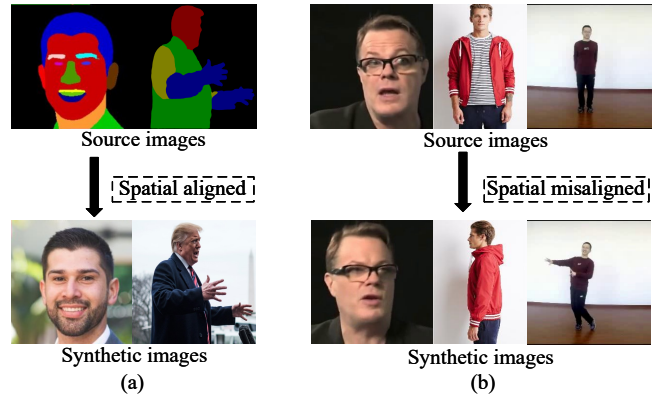 Source images
Source images
Spatial aligned
Spatial misaligned
Synthetic images
Synthetic images
(a)
(b)